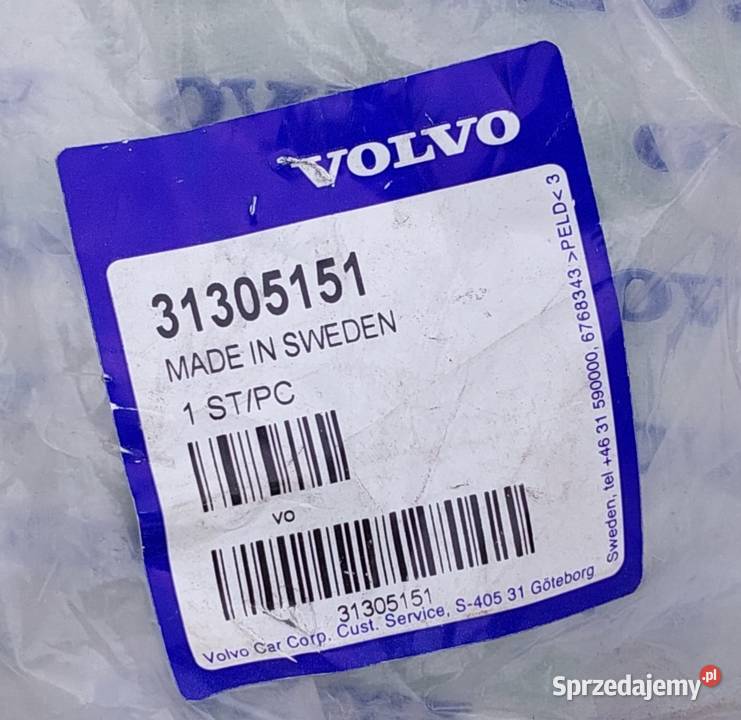 VOLVO
31305151
MADE IN SWEDEN
1 ST/PC
VO
31305151
Volvo Car Corp. Cust. Service, S-405 31 Göteborg
Sweden, tel +46 31 590000, 6768343 >PELD< 3
Sprzedajemy.pl